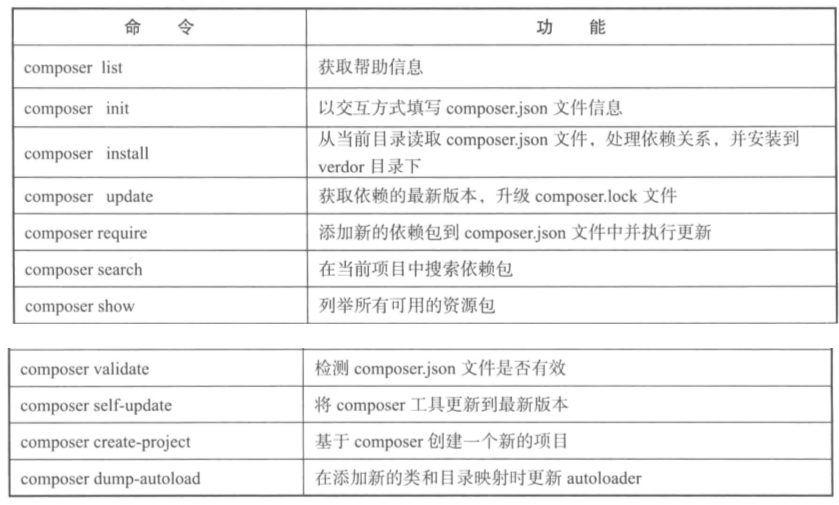 命 令 功 能
composer list 获取帮助信息
composer init 以交互方式填写 composer.json 文件信息
composer install 从当前目录读取 composer.json 文件，处理依赖关系，并安装到
verdor 目录下
composer update 获取依赖的最新版本，升级 composer.lock 文件
composer require 添加新的依赖包到 composer.json 文件中并执行更新
composer search 在当前项目中搜索依赖包
composer show 列举所有可用的资源包
composer validate 检测 composer.json 文件是否有效
composer self-update 将 composer 工具更新到最新版本
composer create-project 基于 composer 创建一个新的项目
composer dump-autoload 在添加新的类和目录映射时更新 autoloader